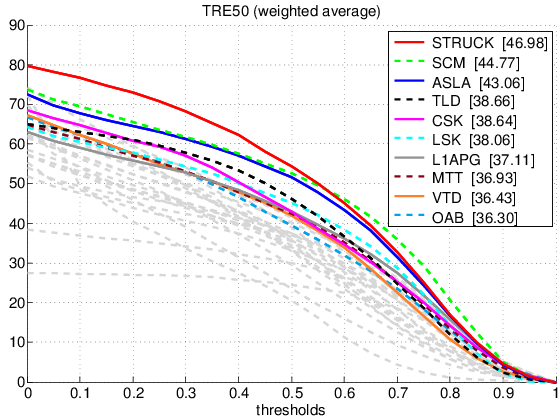 TRE50 (weighted average)
90
80
70
60
50
40
30
20
10
0
STRUCK [46.98]
SCM [44.77]
ASLA [43.06]
TLD [38.66]
CSK [38.64]
LSK [38.06]
L1APG [37.11]
MTT [36.93]
VTD [36.43]
OAB [36.30]
0 0.1 0.2 0.3 0.4 0.5 0.6 0.7 0.8 0.9 1
thresholds